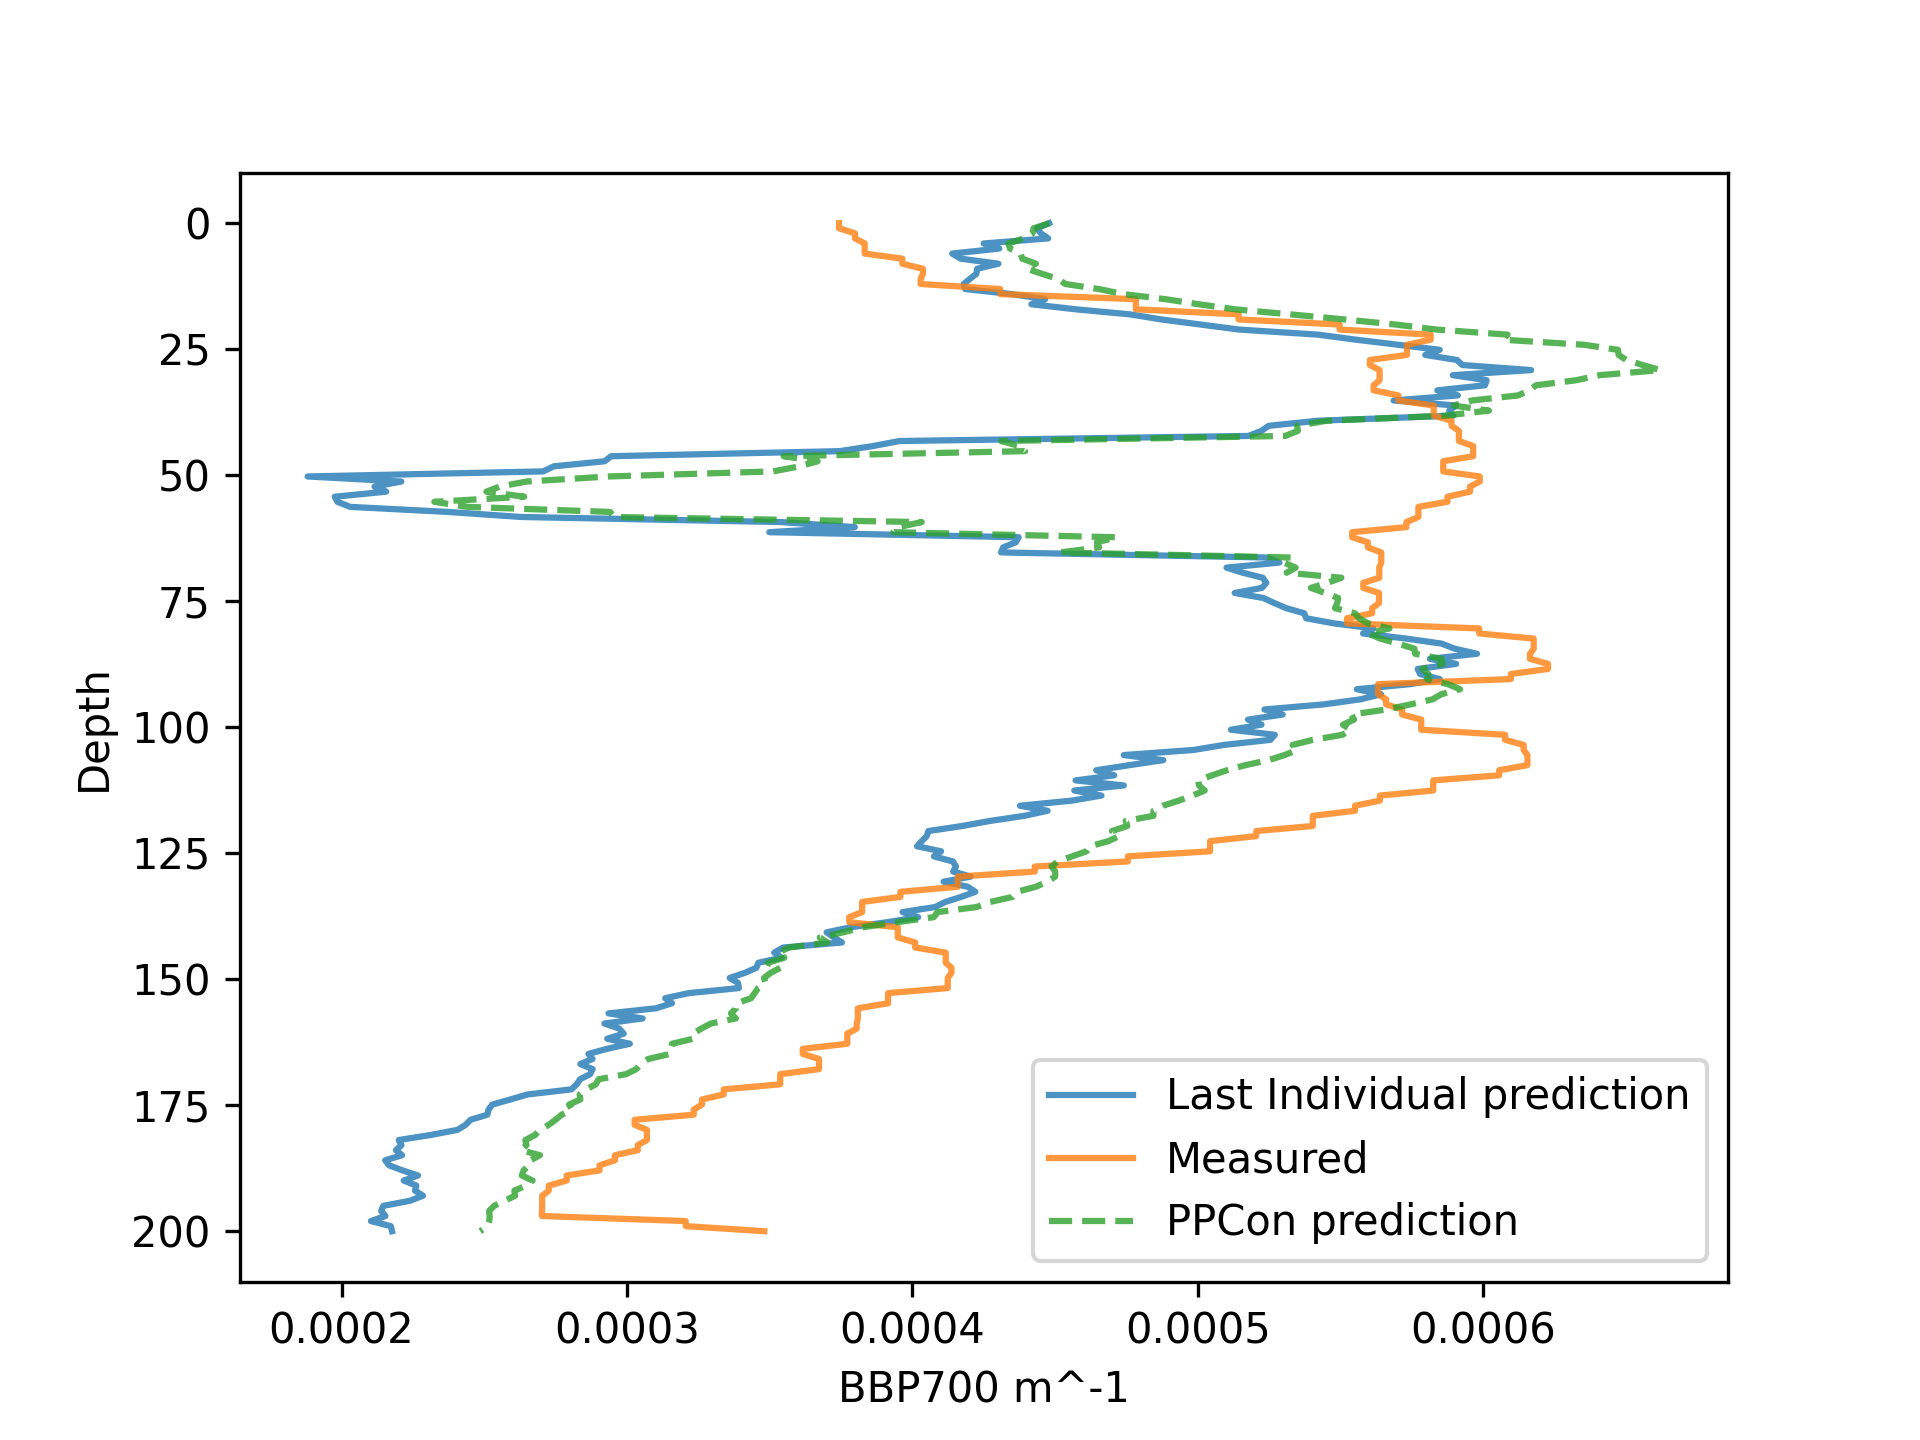 0
25
50
75
100
125
150
175
200
Depth
0.0002 0.0003 0.0004 0.0005 0.0006
BBP700 m^-1
Last Individual prediction
Measured
PPCon prediction